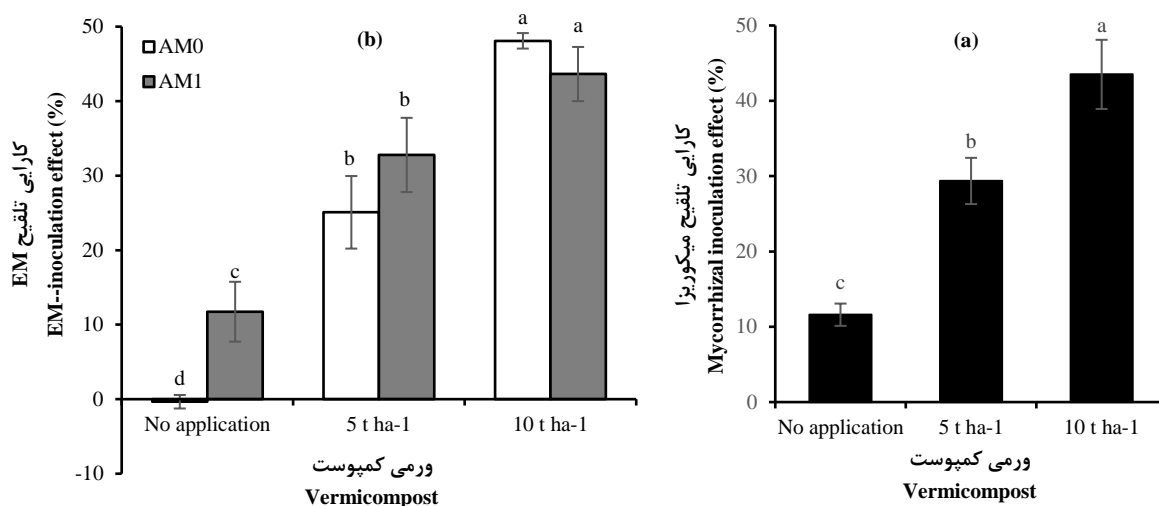 50
40
30
20
10
0
-10
کارایی تلقیح EM
EM--inoculation effect (%)
(b)
AM0
AM1
d
c
b
b
a
a
No application
5 t ha-1
10 t ha-1
ورمی کمپوست
Vermicompost
50
40
30
20
10
0
کارایی تلقیح میکوریزا
Mycorrhizal inoculation effect (%)
(a)
c
b
a
No application
5 t ha-1
10 t ha-1
ورمی کمپوست
Vermicompost